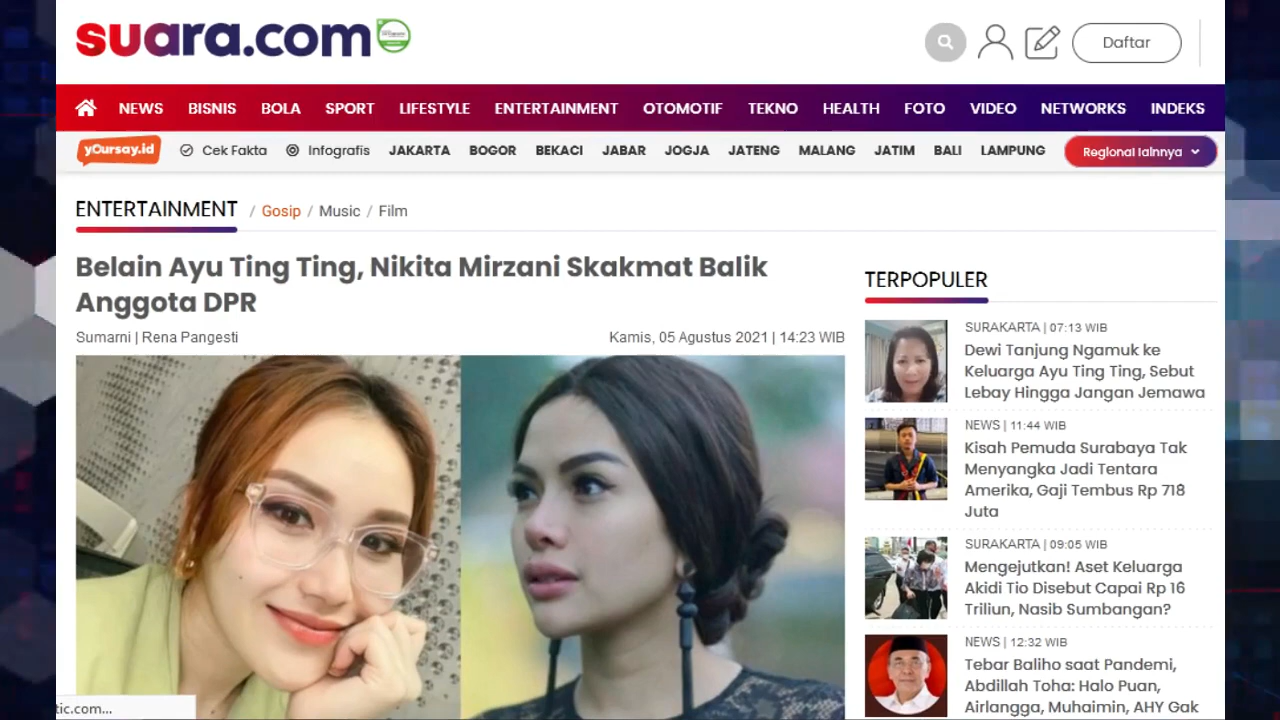 suara.com
Daftar
NEWS BISNIS BOLA SPORT LIFESTYLE ENTERTAINMENT OTOMOTIF TEKNO HEALTH FOTO VIDEO NETWORKS INDEKS
yOursay.id Cek Fakta Infografis JAKARTA BOGOR BEKACI JABAR JOGJA JATENG MALANG JATIM BALI LAMPUNG Regional lainnya
ENTERTAINMENT / Gosip / Music / Film
Belain Ayu Ting Ting, Nikita Mirzani Skakmat Balik
Anggota DPR
Sumarni | Rena Pangesti Kamis, 05 Agustus 2021 | 14:23 WIB
TERPOPULER
SURAKARTA | 07:13 WIB
Dewi Tanjung Ngamuk ke
Keluarga Ayu Ting Ting, Sebut
Lebay Hingga Jangan Jemawa
NEWS | 11:44 WIB
Kisah Pemuda Surabaya Tak
Menyangka Jadi Tentara
Amerika, Gaji Tembus Rp 718
Juta
SURAKARTA | 09:05 WIB
Mengejutkan! Aset Keluarga
Akidi Tio Disebut Capai Rp 16
Triliun, Nasib Sumbangan?
NEWS | 12:32 WIB
Tebar Baliho saat Pandemi,
Abdillah Toha: Halo Puan,
Airlangga, Muhaimin, AHY Gak
tic.com...